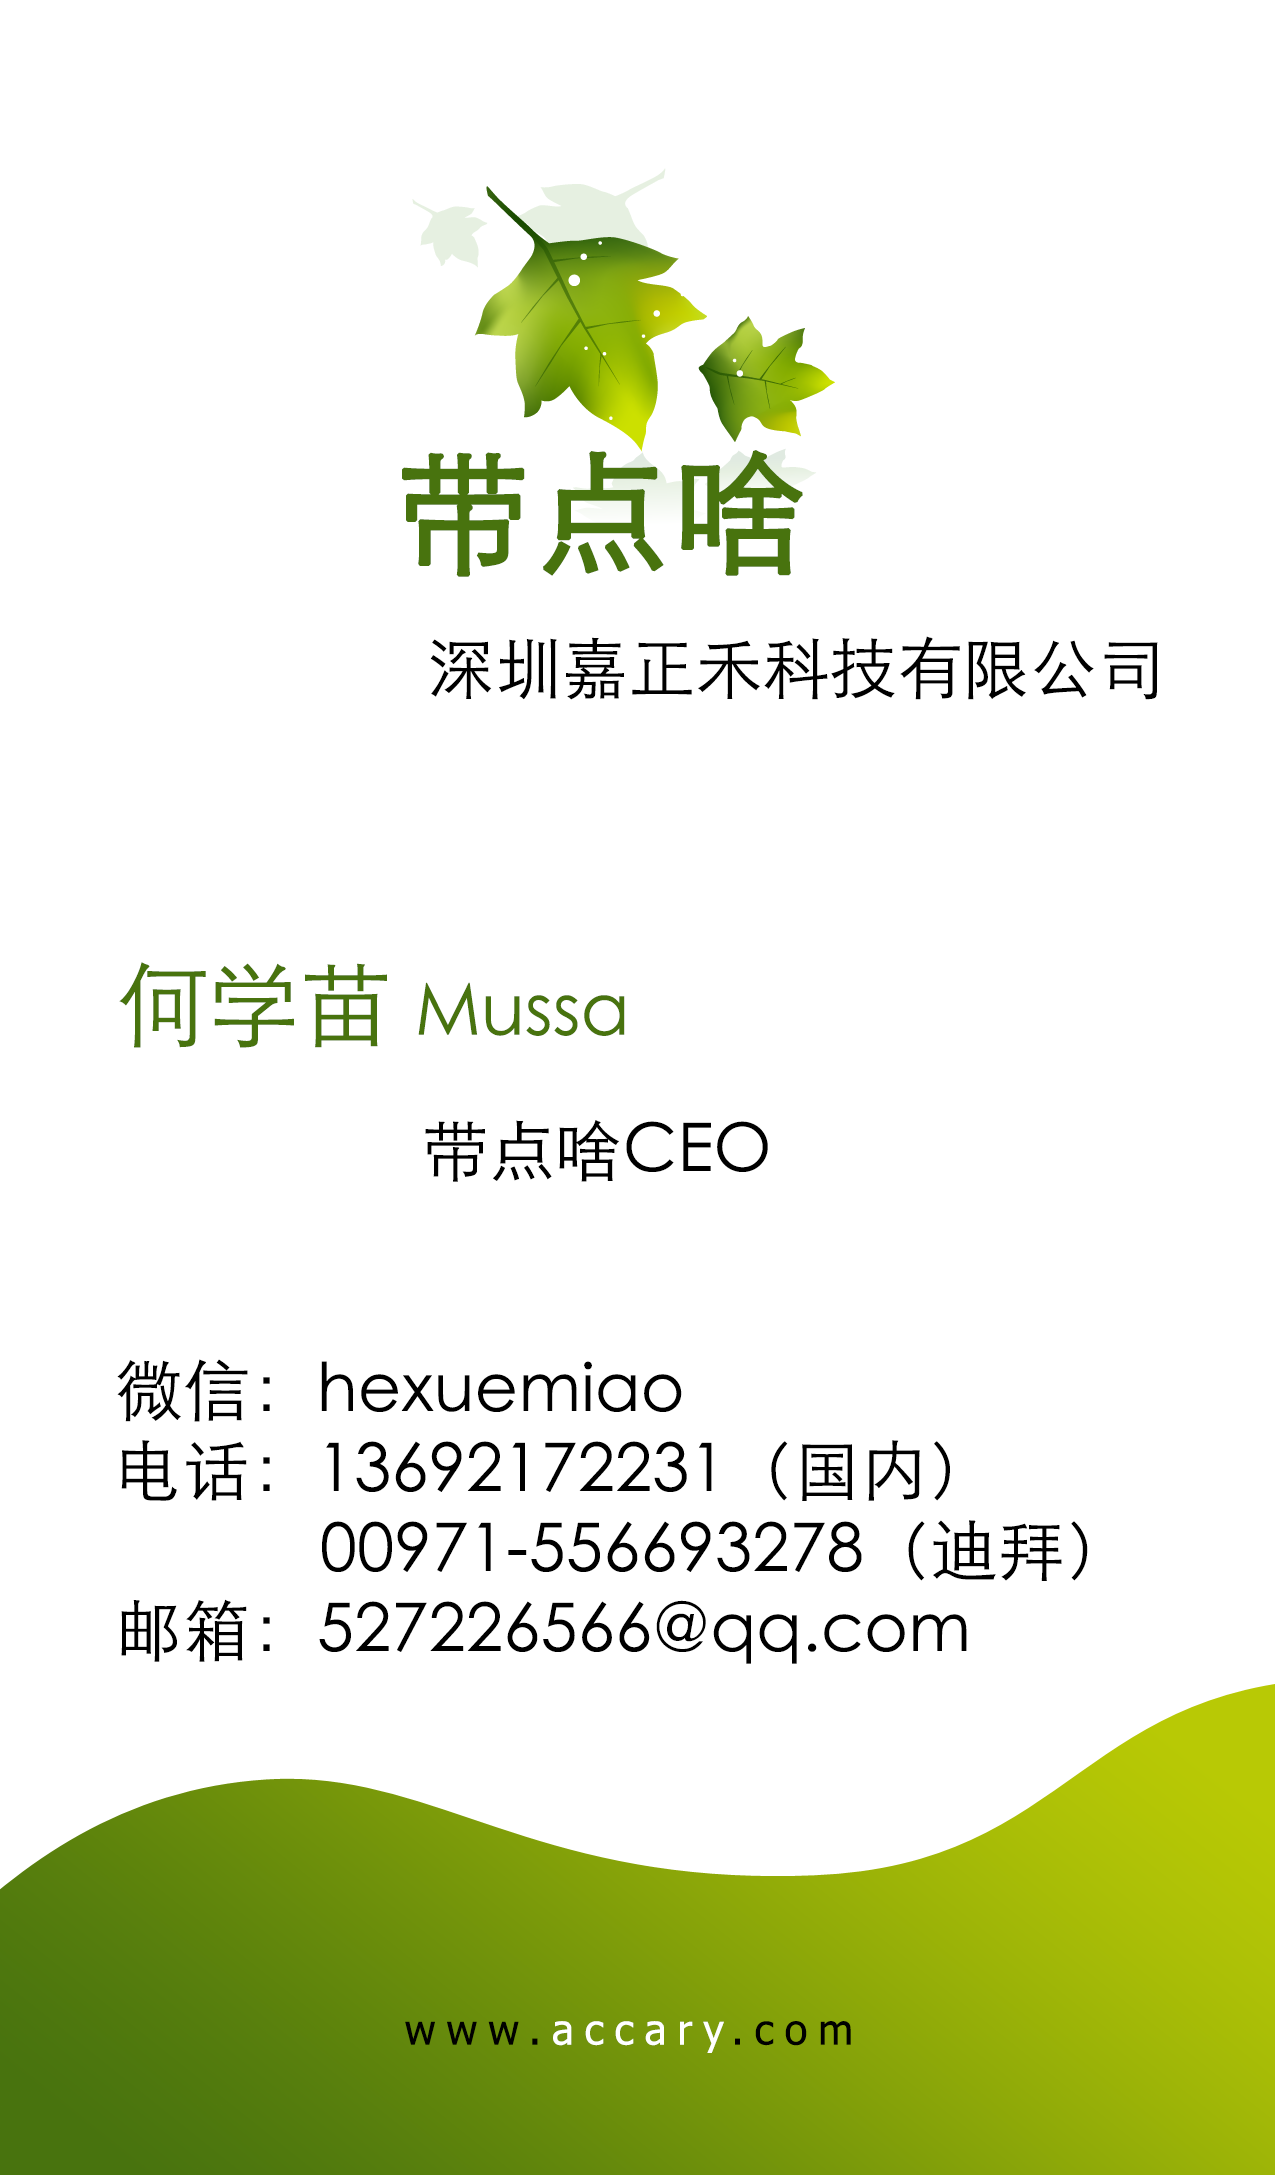 带点啥
深圳嘉正禾科技有限公司
何学苗 Mussa
带点啥CEO
微信：hexuemiao
电话：13692172231（国内）
00971-556693278（迪拜）
邮箱：527226566@qq.com
www.accary.com